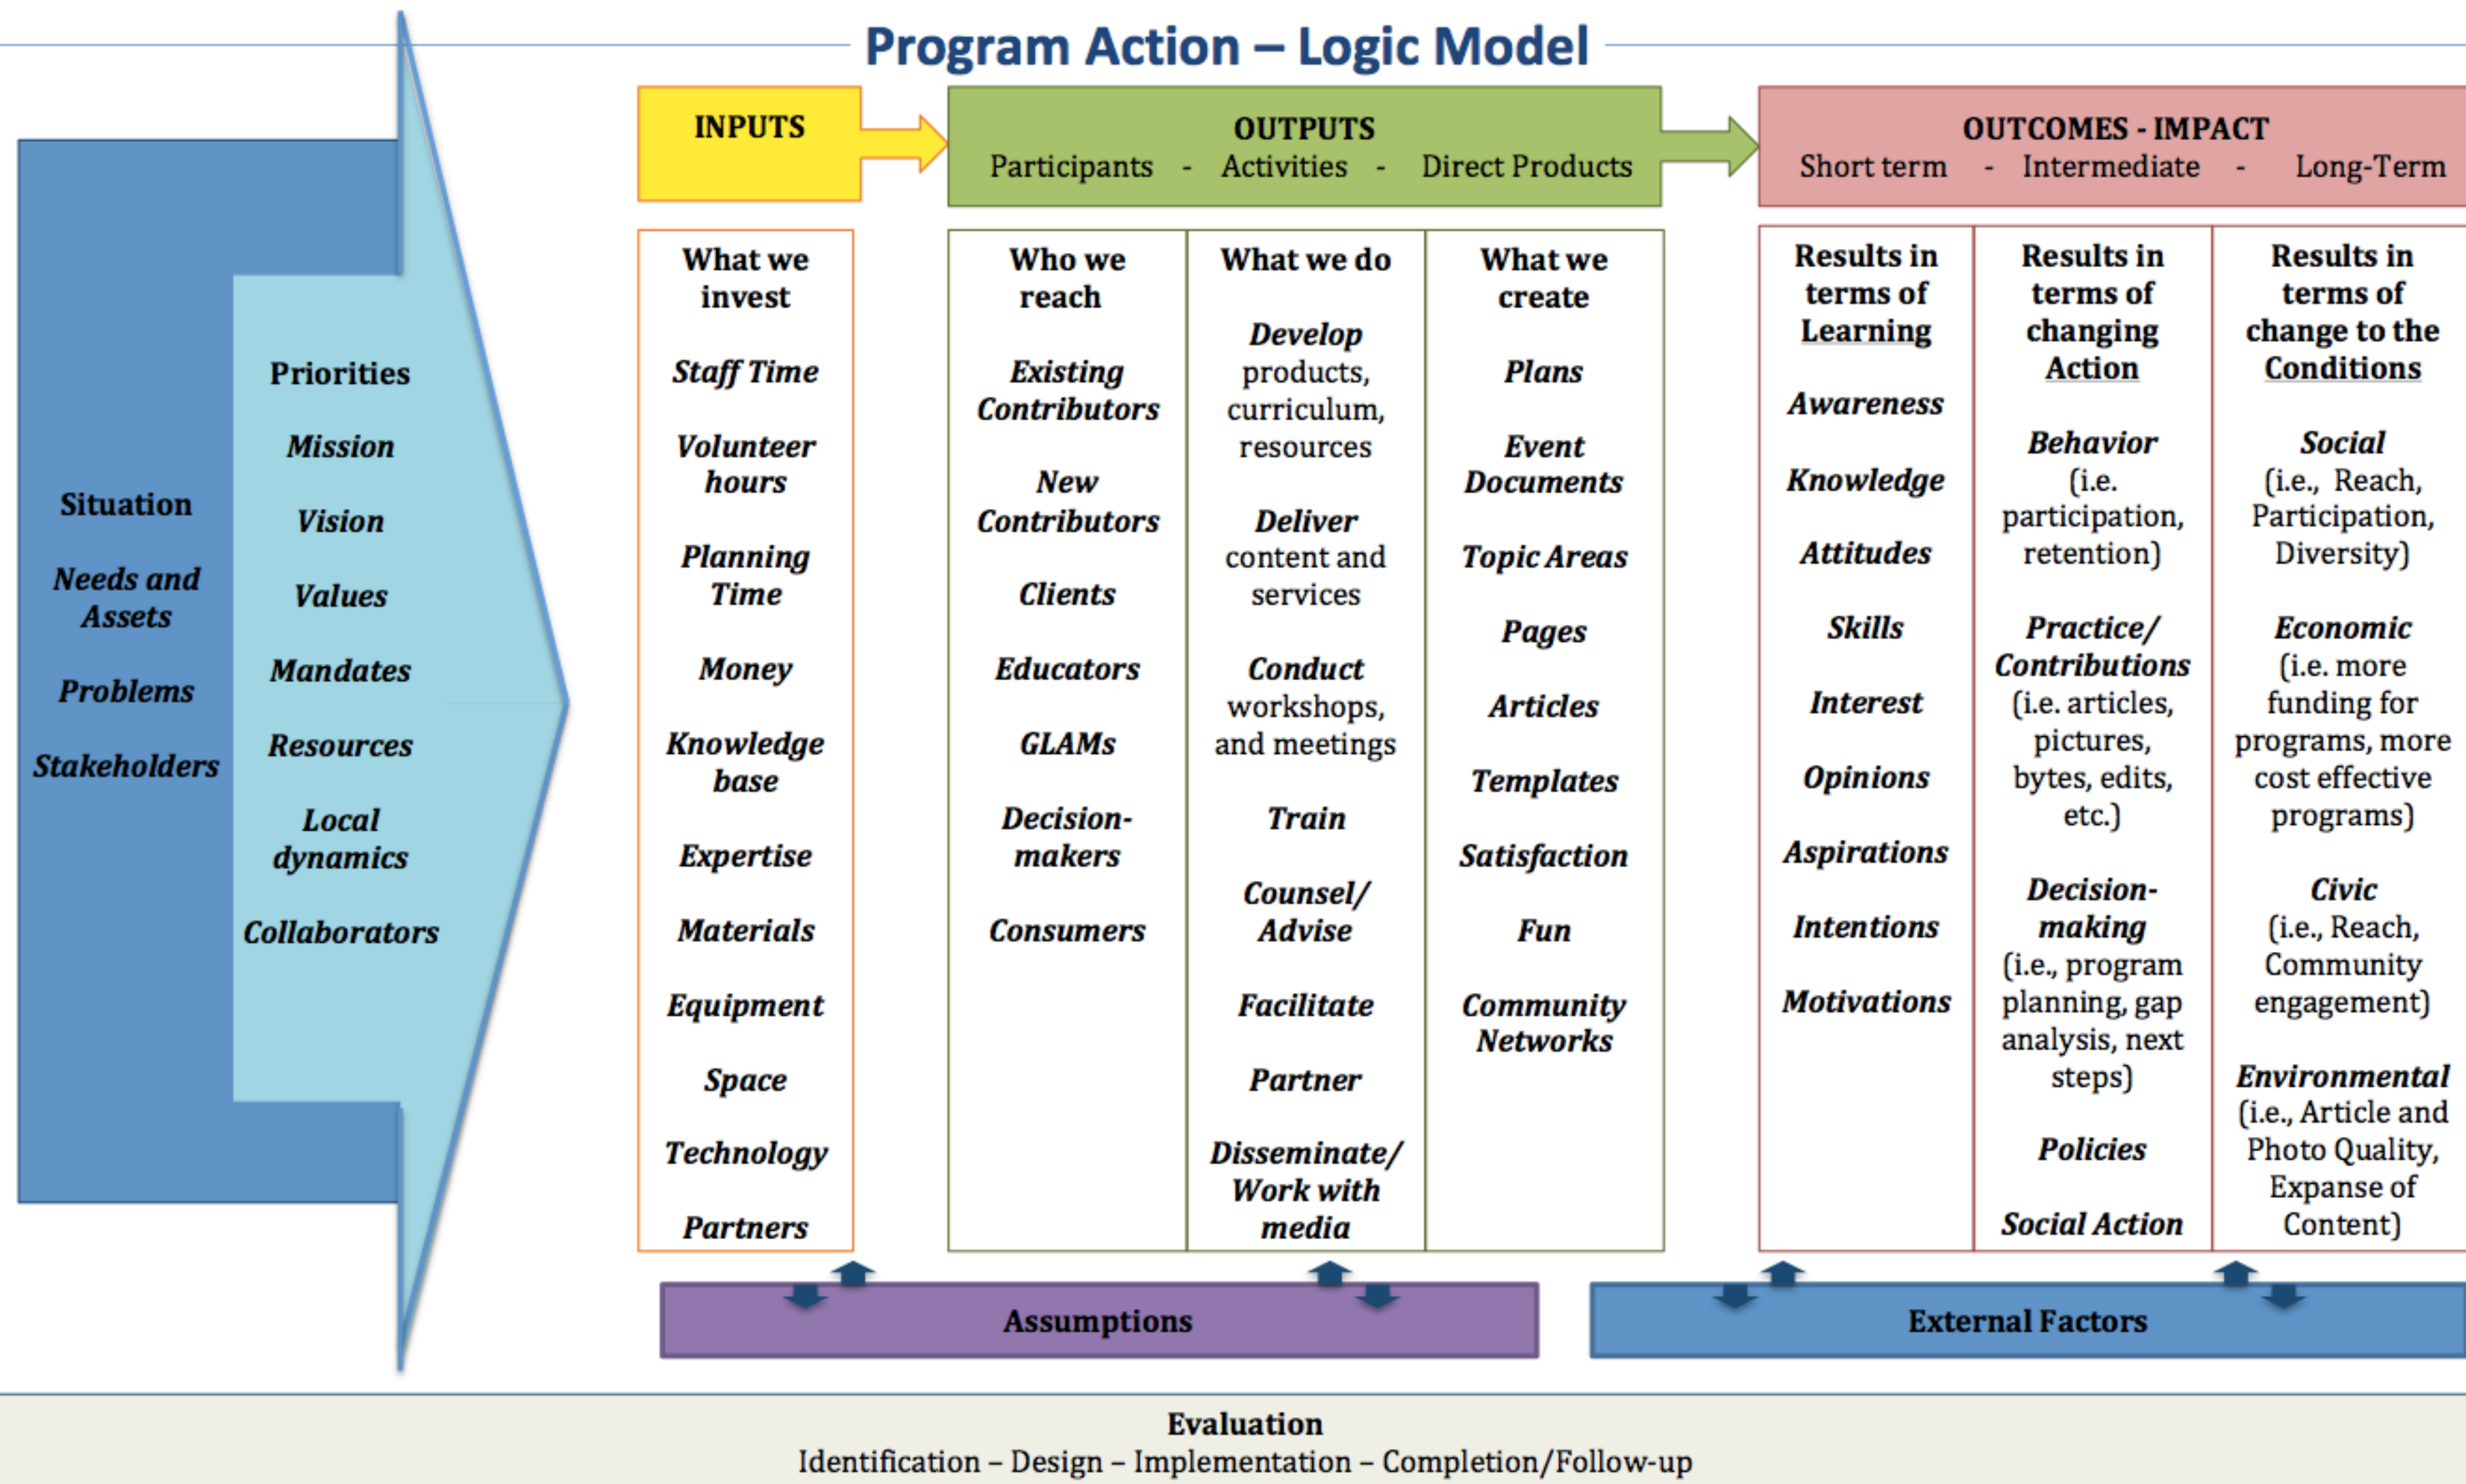 Program Action – Logic Model
Situation
Needs and
Assets
Problems
Stakeholders
Priorities
Mission
Vision
Values
Mandates
Resources
Local
dynamics
Collaborators
INPUTS
What we
invest
Staff Time
Volunteer
hours
Planning
Time
Money
Knowledge
base
Expertise
Materials
Equipment
Space
Technology
Partners
OUTPUTS
Participants - Activities - Direct Products
Who we
reach
Existing
Contributors
New
Contributors
Clients
Educators
GLAMs
Decision-
makers
Consumers
What we do
Develop
products,
curriculum,
resources
Deliver
content and
services
Conduct
workshops,
and meetings
Train
Counsel/
Advise
Facilitate
Partner
Disseminate/
Work with
media
What we
create
Plans
Event
Documents
Topic Areas
Pages
Articles
Templates
Satisfaction
Fun
Community
Networks
OUTCOMES - IMPACT
Short term - Intermediate - Long-Term
Results in
terms of
Learning
Awareness
Knowledge
Attitudes
Skills
Interest
Opinions
Aspirations
Intentions
Motivations
Results in
terms of
changing
Action
Behavior
(i.e.
participation,
retention)
Practice/
Contributions
(i.e. articles,
pictures,
bytes, edits,
etc.)
Decision-
making
(i.e., program
planning, gap
analysis, next
steps)
Policies
Social Action
Results in
terms of
change to the
Conditions
Social
(i.e., Reach,
Participation,
Diversity)
Economic
(i.e. more
funding for
programs, more
cost effective
programs)
Civic
(i.e., Reach,
Community
engagement)
Environmental
(i.e., Article and
Photo Quality,
Expanse of
Content)
Assumptions
External Factors
Evaluation
Identification – Design – Implementation – Completion/Follow-up